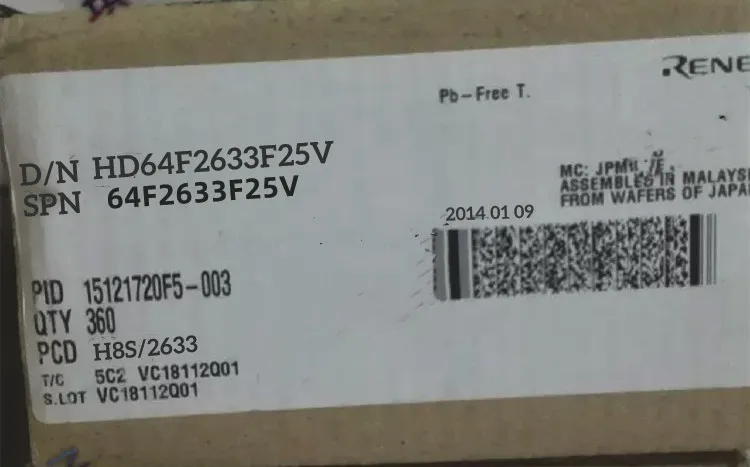 RENE
Pb-Free T.
D/N HD64F2633F25V
SPN 64F2633F25V
MC:
ASSEMBLED IN MALAYS
FROM WAFERS OF JAPA
2014 01 09
PID 15121720F5-003
QTY 360
PCD H8S/2633
T/C 5C2 VC18112Q01
S.LOT VC18112Q01